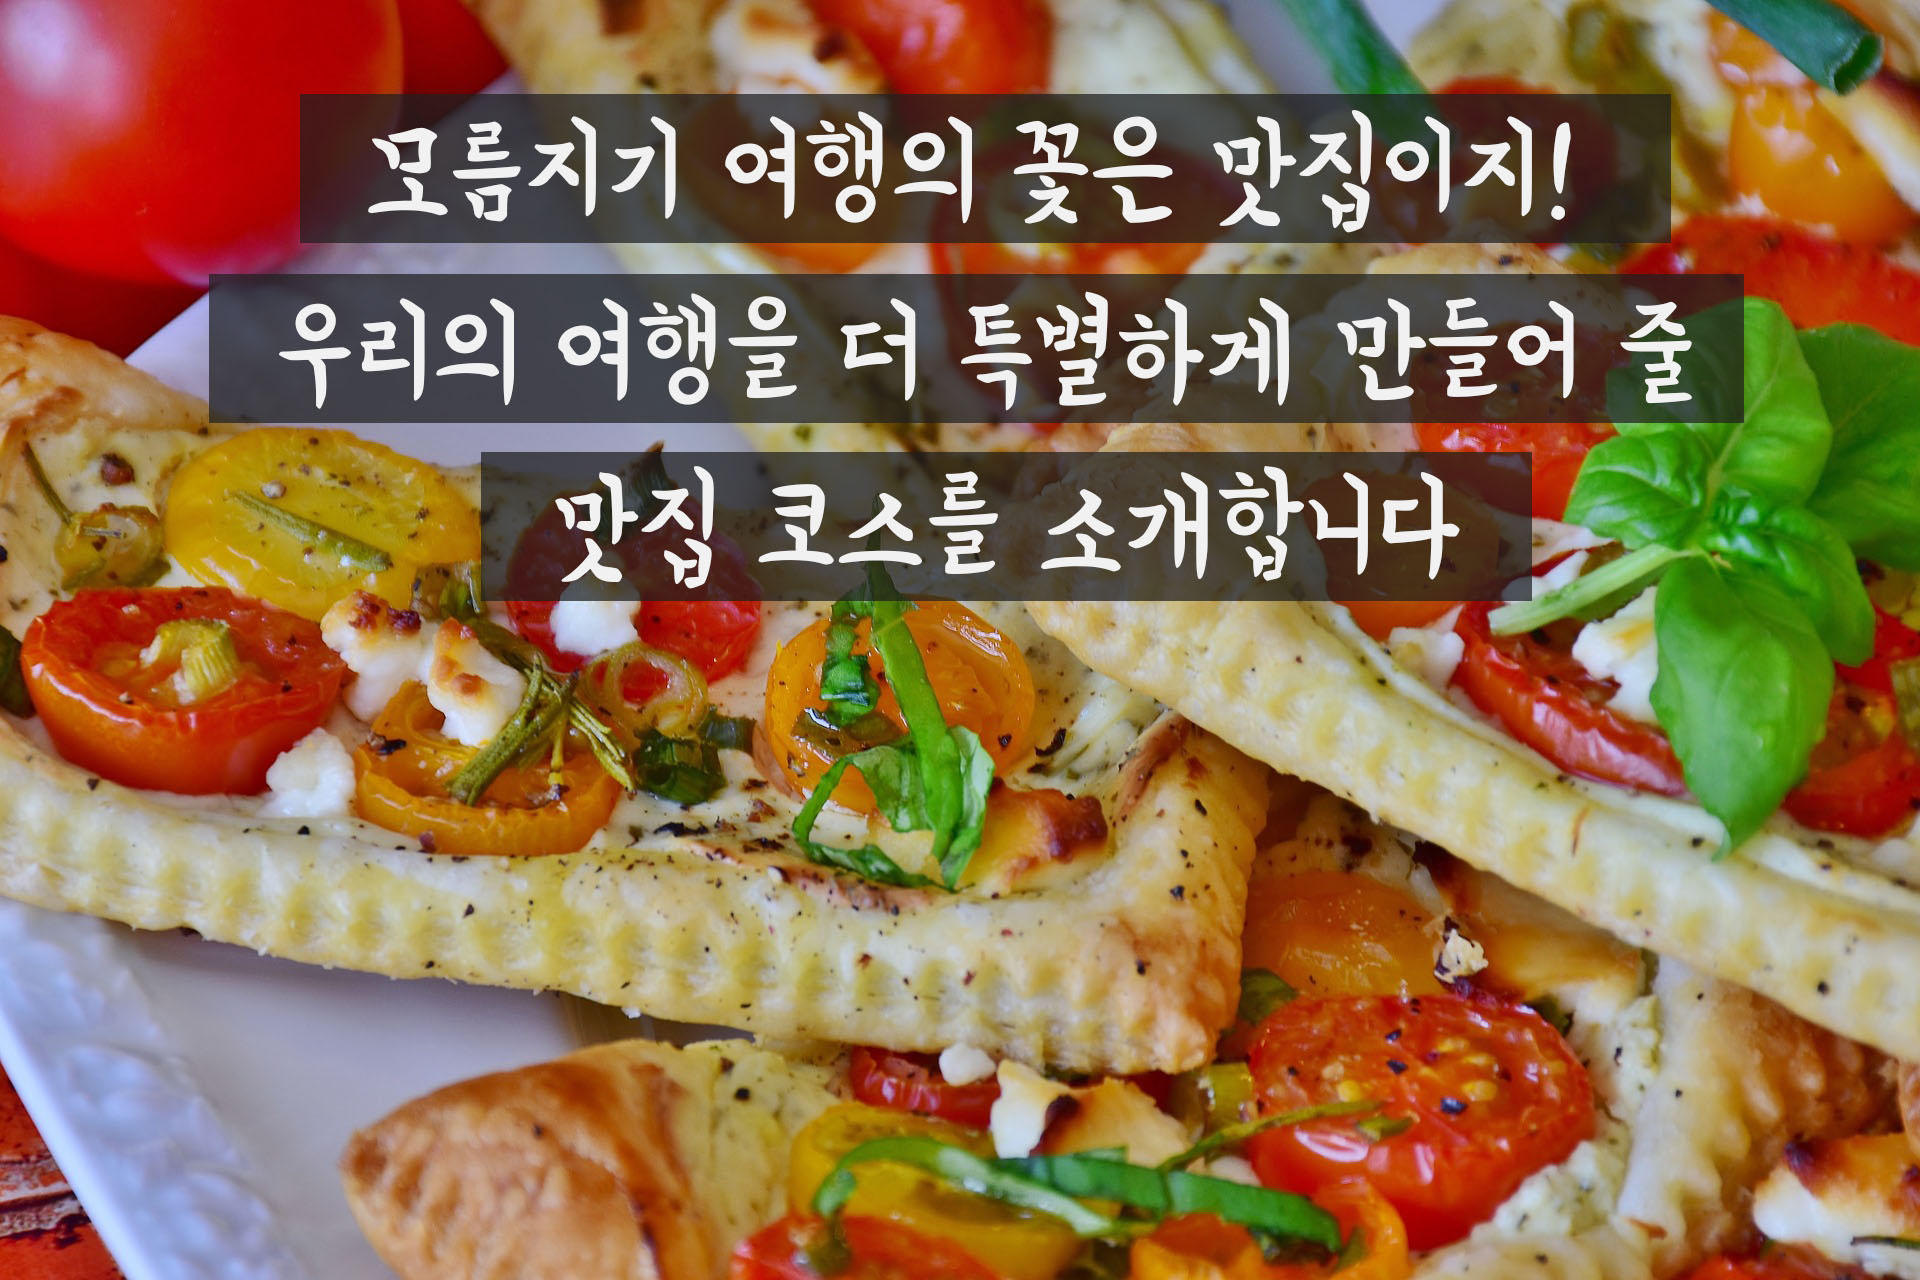 모름지기 여행의 꽃은 맛집이지!
우리의 여행을 더 특별하게 만들어 줄
맛집 코스를 소개합니다